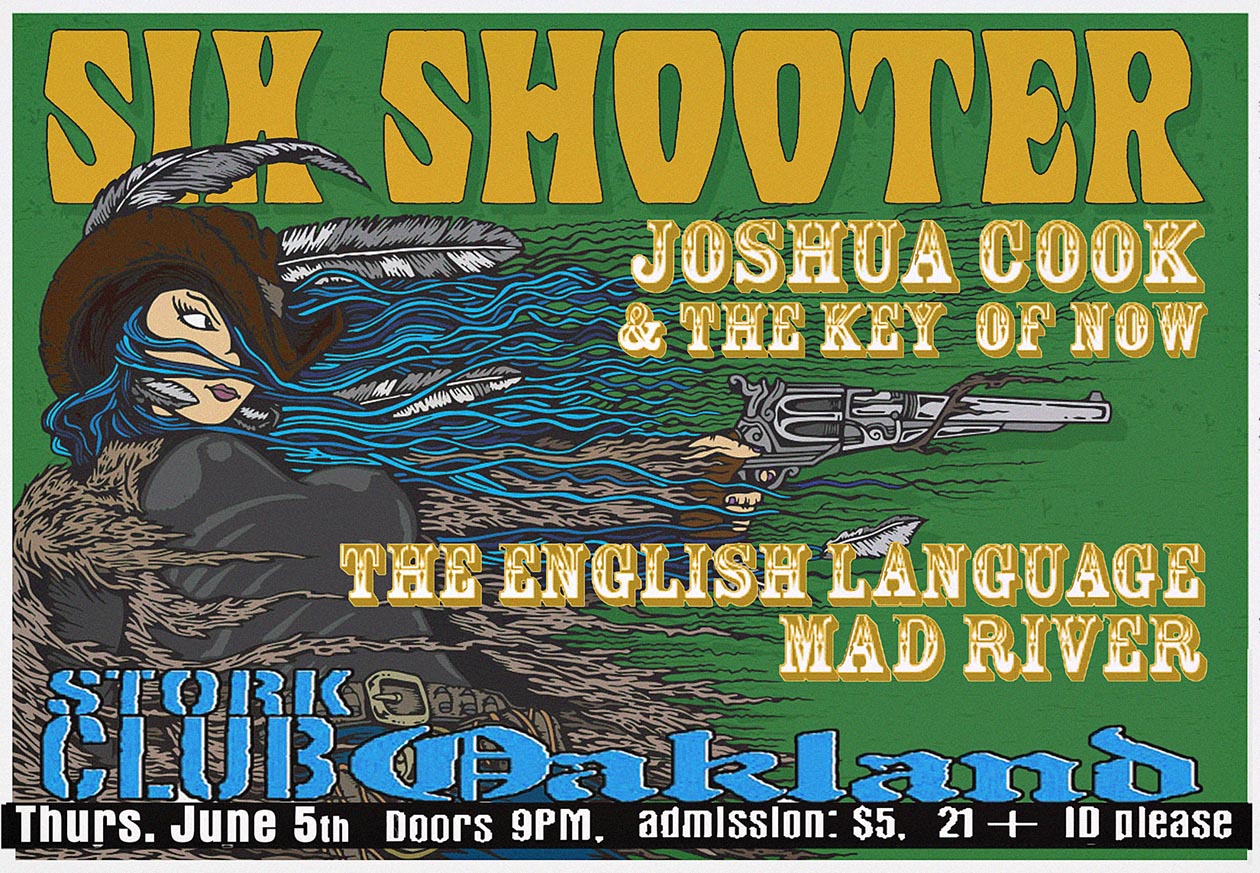 SIX SHOOTER
JOSHUA COOK
& THE KEY OF NOW
THE ENGLISH LANGUAGE
MAD RIVER
STORK
CLUB Oakland
Thurs. June 5th Doors 9PM, admission: $5, 21 + ID please